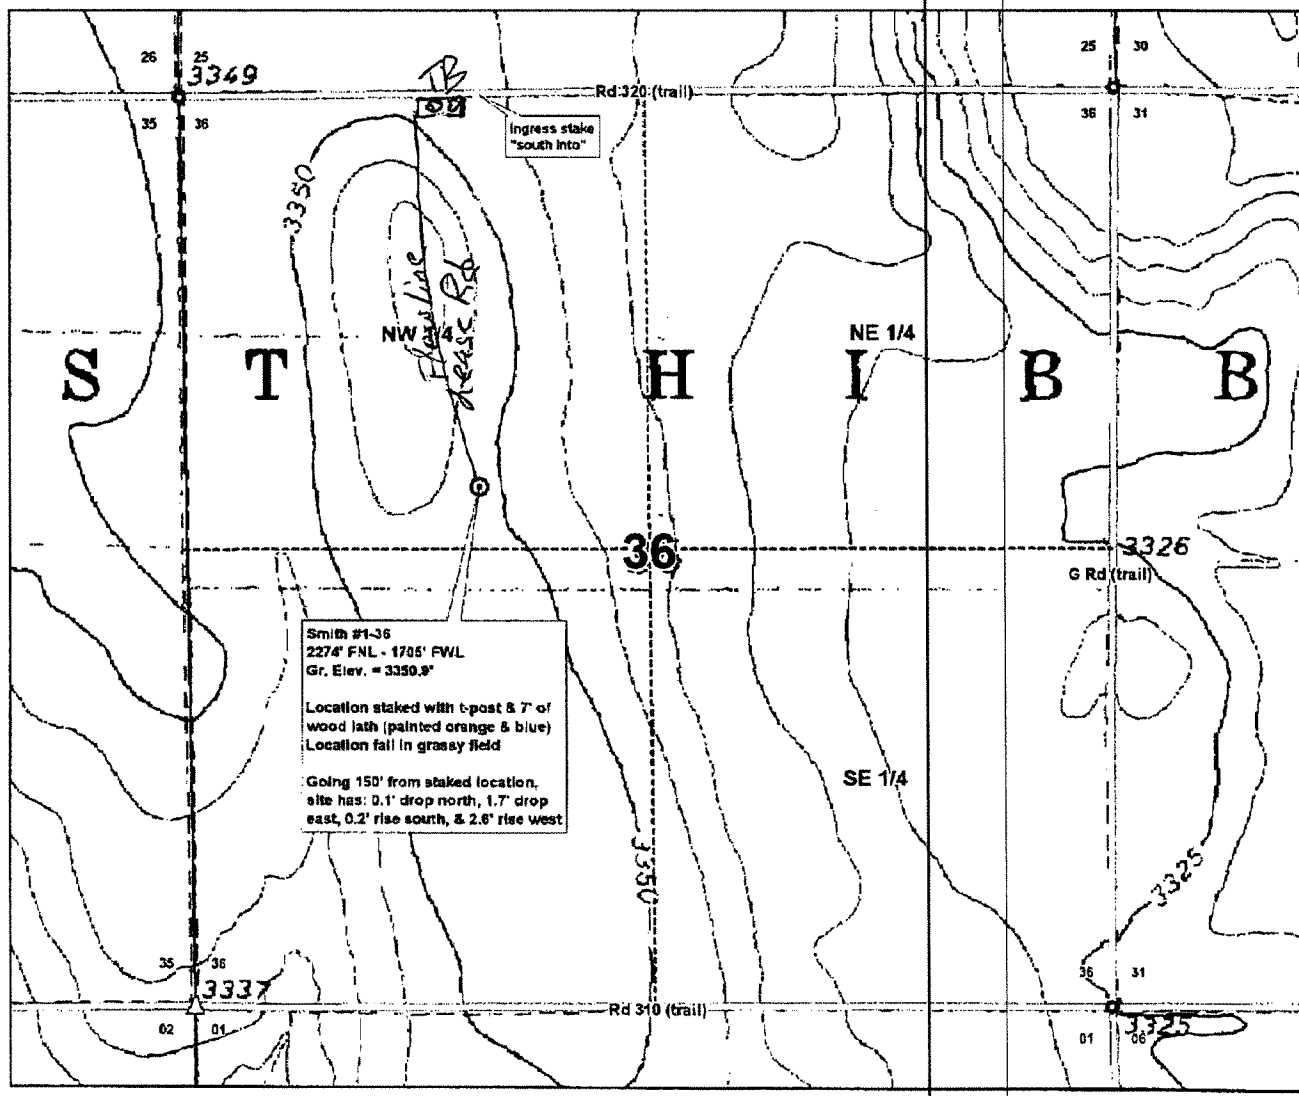 26 25
3349
25 30
TB
Rd 320 (trail)
35 36
36 31
Ingress stake
"south into"
3350
Flowline
Lease Rd
NW 1/4
NE 1/4
S T H I B B
36
3326
G Rd (trail)
Smith #1-36
2274' FNL - 1705' FWL
Gr. Elev. = 3350.9'
Location staked with t-post & 7' of
wood lath (painted orange & blue)
Location fall in grassy field
Going 150' from staked location,
site has: 0.1' drop north, 1.7' drop
east, 0.2' rise south, & 2.6' rise west
SE 1/4
3350
3325
35 36
36 31
3337
Rd 310 (trail)
02 01
3325
01 06